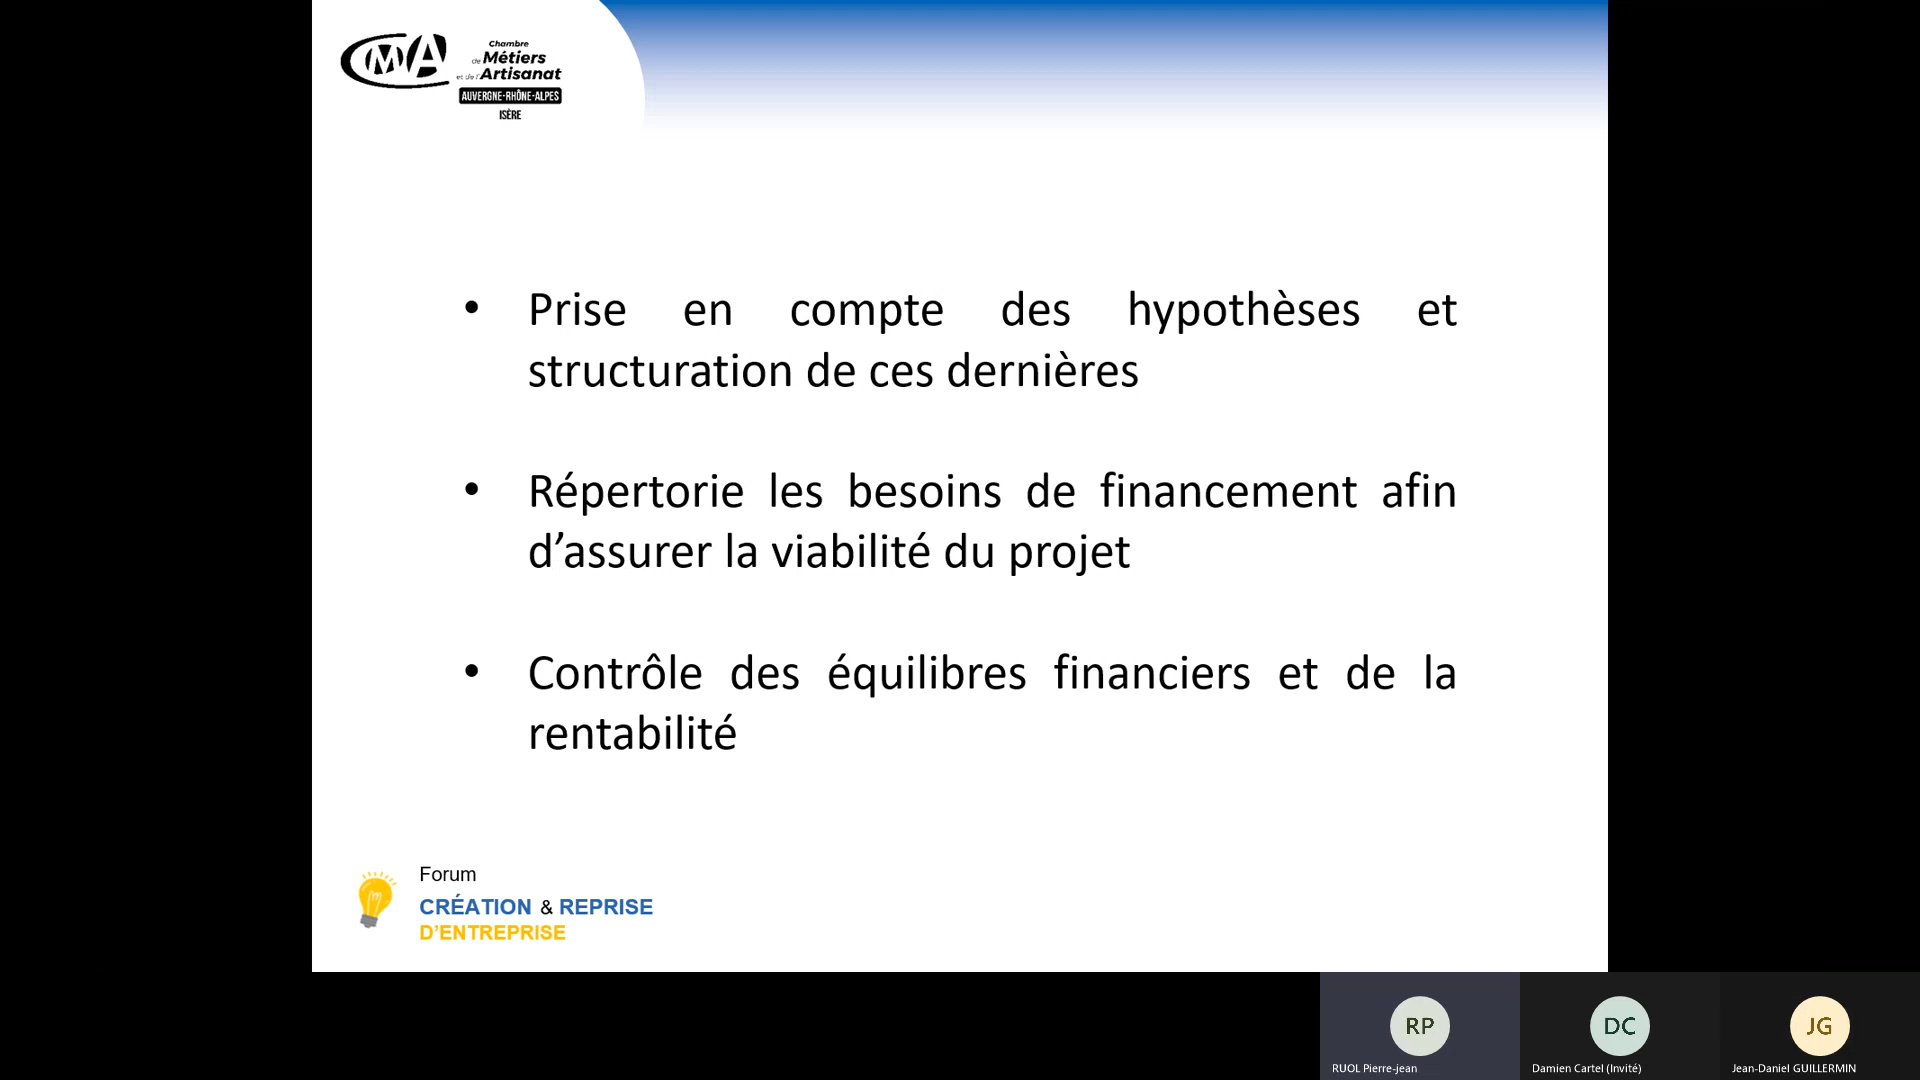 CMA
Chambre
de Métiers
et de l'Artisanat
AUVERGNE-RHÔNE-ALPES
ISÈRE
• Prise en compte des hypothèses et
structuration de ces dernières
• Répertorie les besoins de financement afin
d’assurer la viabilité du projet
• Contrôle des équilibres financiers et de la
rentabilité
Forum
CRÉATION & REPRISE
D’ENTREPRISE
RP
RUOL Pierre-jean
DC
Damien Cartel (Invité)
JG
Jean-Daniel GUILLERMIN